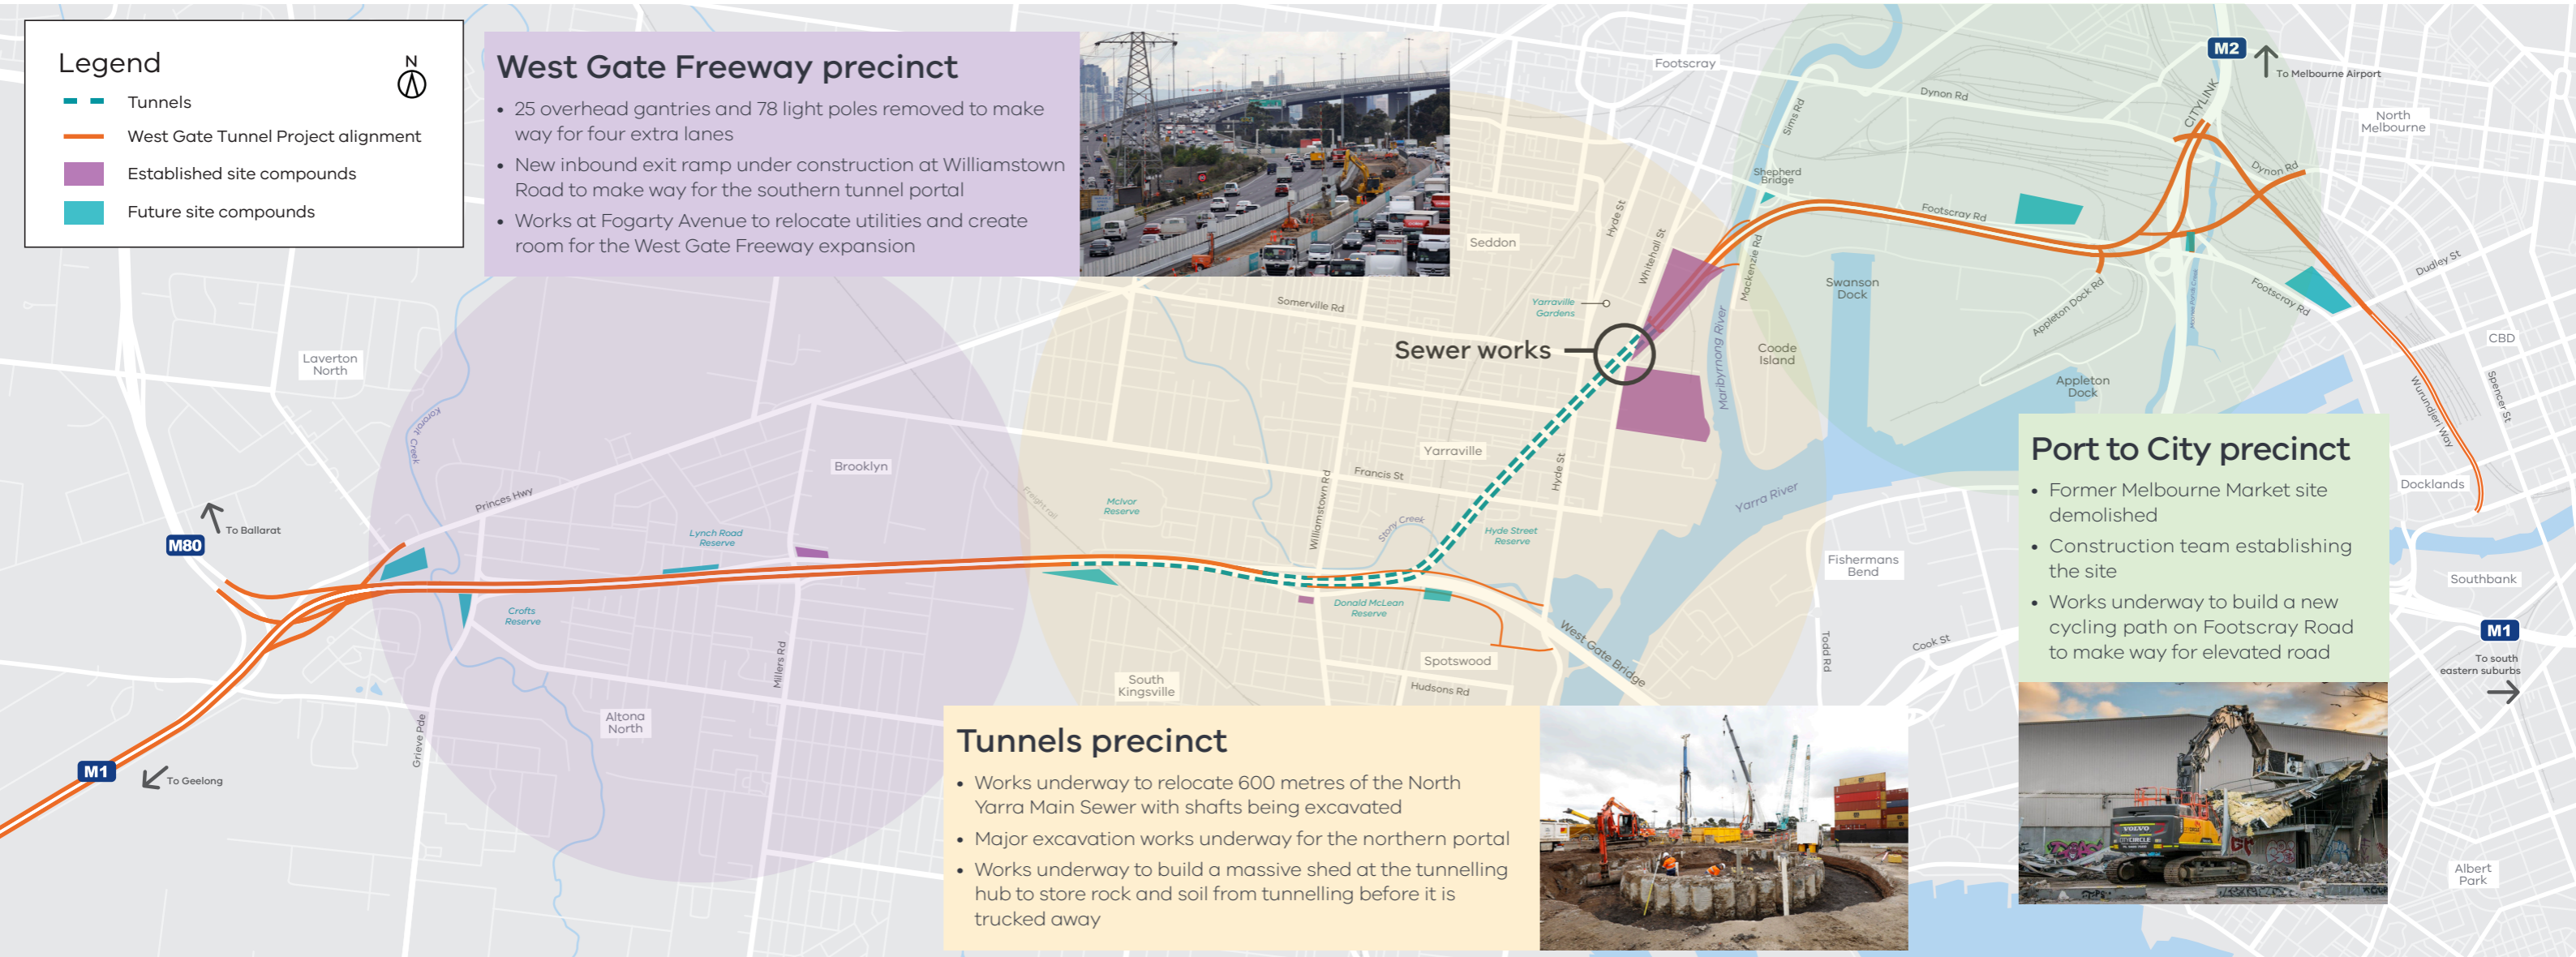 Legend
N
Tunnels
West Gate Tunnel Project alignment
Established site compounds
Future site compounds
West Gate Freeway precinct
• 25 overhead gantries and 78 light poles removed to make
way for four extra lanes
• New inbound exit ramp under construction at Williamstown
Road to make way for the southern tunnel portal
• Works at Fogarty Avenue to relocate utilities and create
room for the West Gate Freeway expansion
Footscray
M2
To Melbourne Airport
CITYLINK
North
Melbourne
Dynon Rd
Sims Rd
Dynon Rd
Shepherd
Bridge
Footscray Rd
Hyde St
Whitehall St
Seddon
Mackenzie Rd
Dudley St
Somerville Rd
Yarraville
Gardens
Swanson
Dock
Appleton Dock Rd
Footscray Rd
Sewer works
Maribyrnong River
Coode
Island
CBD
Laverton
North
Appleton
Dock
Wurundjeri Way
Spencer St
Kororoit
Creek
Brooklyn
Yarraville
Francis St
Hyde St
Williamstown Rd
Princes Hwy
Freight rail
McIvor
Reserve
Yarra River
Docklands
To Ballarat
M80
Lynch Road
Reserve
Stony Creek
Hyde Street
Reserve
Fishermans
Bend
Southbank
Crofts
Reserve
Donald McLean
Reserve
West Gate Bridge
Todd Rd
Cook St
M1
To south
eastern suburbs
Millers Rd
Spotswood
South
Kingsville
Hudsons Rd
Altona
North
Grieve Pde
M1
To Geelong
Port to City precinct
• Former Melbourne Market site
demolished
• Construction team establishing
the site
• Works underway to build a new
cycling path on Footscray Road
to make way for elevated road
Tunnels precinct
• Works underway to relocate 600 metres of the North
Yarra Main Sewer with shafts being excavated
• Major excavation works underway for the northern portal
• Works underway to build a massive shed at the tunnelling
hub to store rock and soil from tunnelling before it is
trucked away
VOLVO
Albert
Park